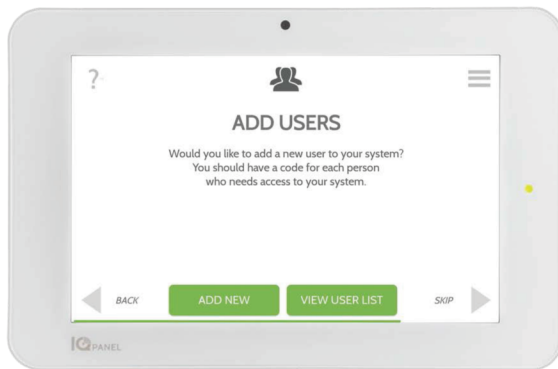 ?
ADD USERS
Would you like to add a new user to your system?
You should have a code for each person
who needs access to your system.
BACK
ADD NEW
VIEW USER LIST
SKIP
IQ PANEL